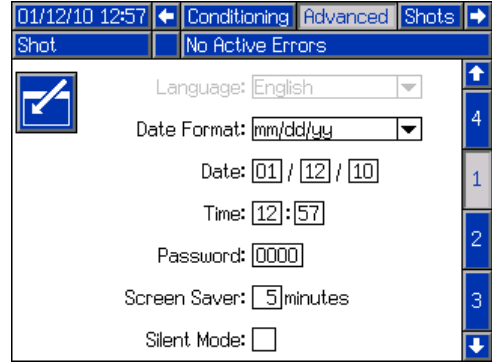 01/12/10 12:57 Conditioning Advanced Shots
Shot No Active Errors
Language: English
Date Format: mm/dd/yy
Date: 01 / 12 / 10
Time: 12:57
Password: 0000
Screen Saver: 5 minutes
Silent Mode:
4
1
2
3